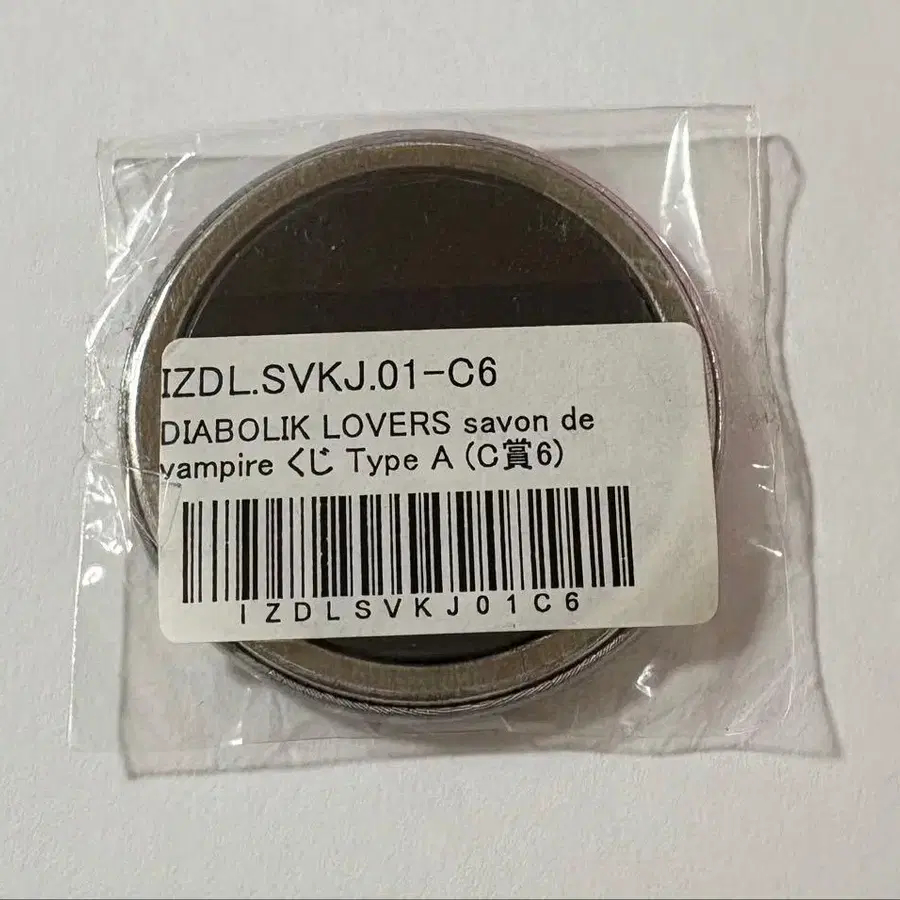 IZDL.SVKJ.01-C6
DIABOLIK LOVERS savon de
vampire くじ Type A (C賞6)
IZDLSVKJ01C6